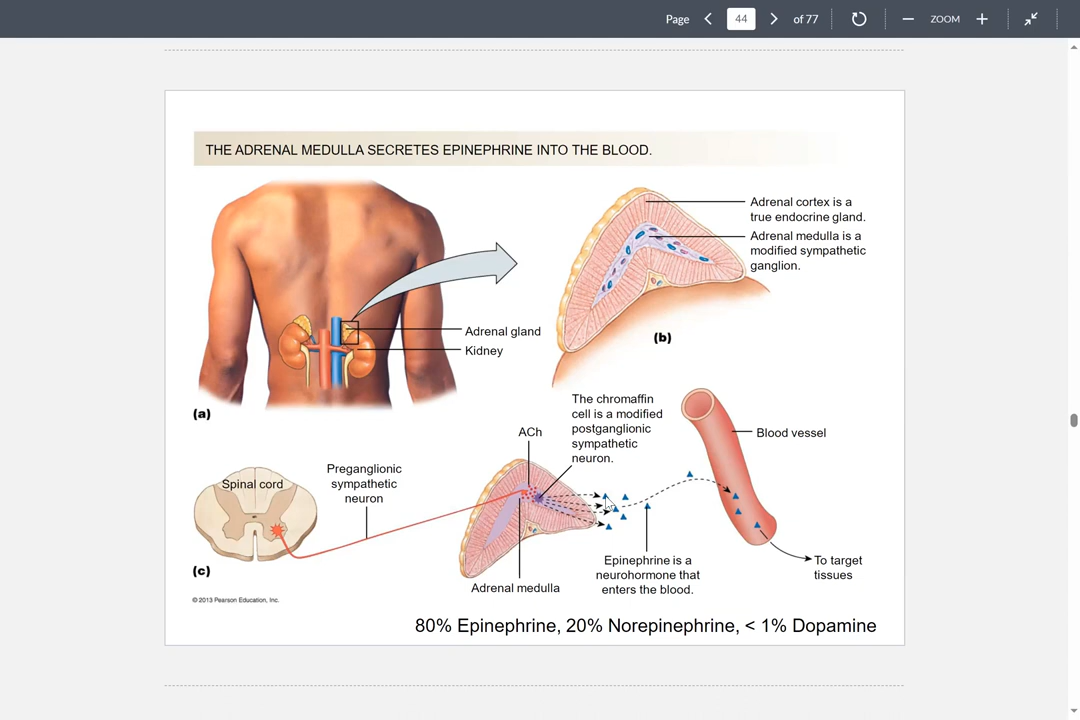 Page 44 of 77 ZOOM
THE ADRENAL MEDULLA SECRETES EPINEPHRINE INTO THE BLOOD.
Adrenal cortex is a
true endocrine gland.
Adrenal medulla is a
modified sympathetic
ganglion.
Adrenal gland
Kidney
(a)
(b)
The chromaffin
cell is a modified
postganglionic
sympathetic
neuron.
ACh
Blood vessel
Preganglionic
sympathetic
neuron
Spinal cord
Adrenal medulla
Epinephrine is a
neurohormone that
enters the blood.
To target
tissues
(c)
© 2013 Pearson Education, Inc.
80% Epinephrine, 20% Norepinephrine, < 1% Dopamine